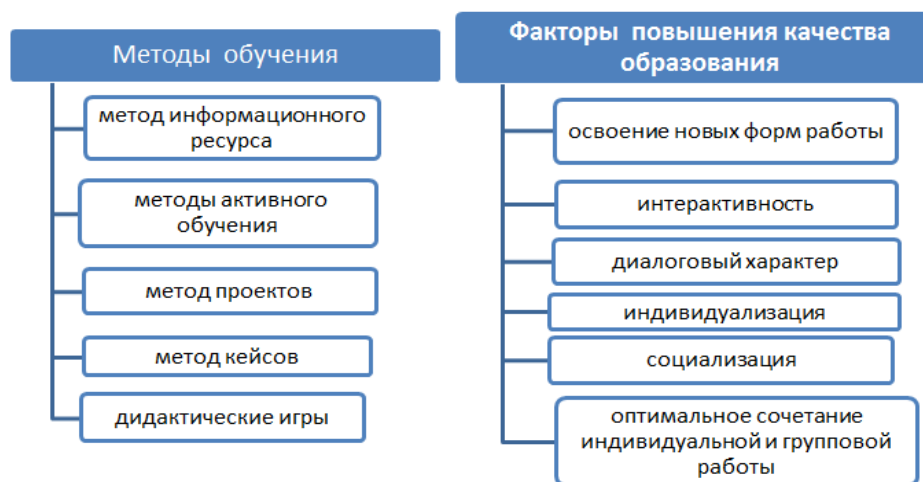 Методы обучения
метод информационного
ресурса
методы активного
обучения
метод проектов
метод кейсов
дидактические игры
Факторы повышения качества
образования
освоение новых форм работы
интерактивность
диалоговый характер
индивидуализация
социализация
оптимальное сочетание
индивидуальной и групповой
работы